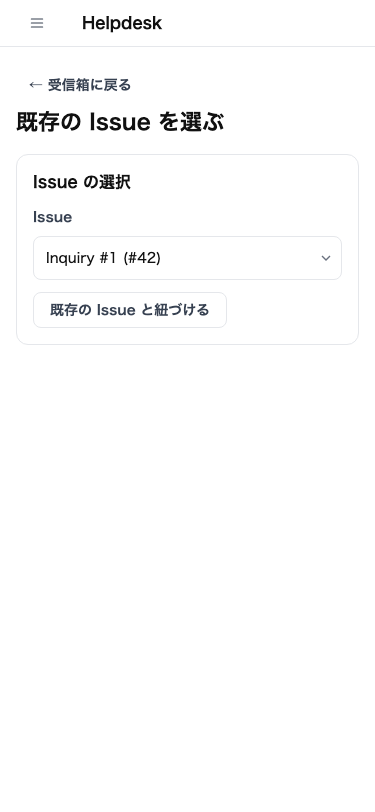 Helpdesk
← 受信箱に戻る
既存の Issue を選ぶ
Issue の選択
Issue
Inquiry #1 (#42)
既存の Issue と紐づける